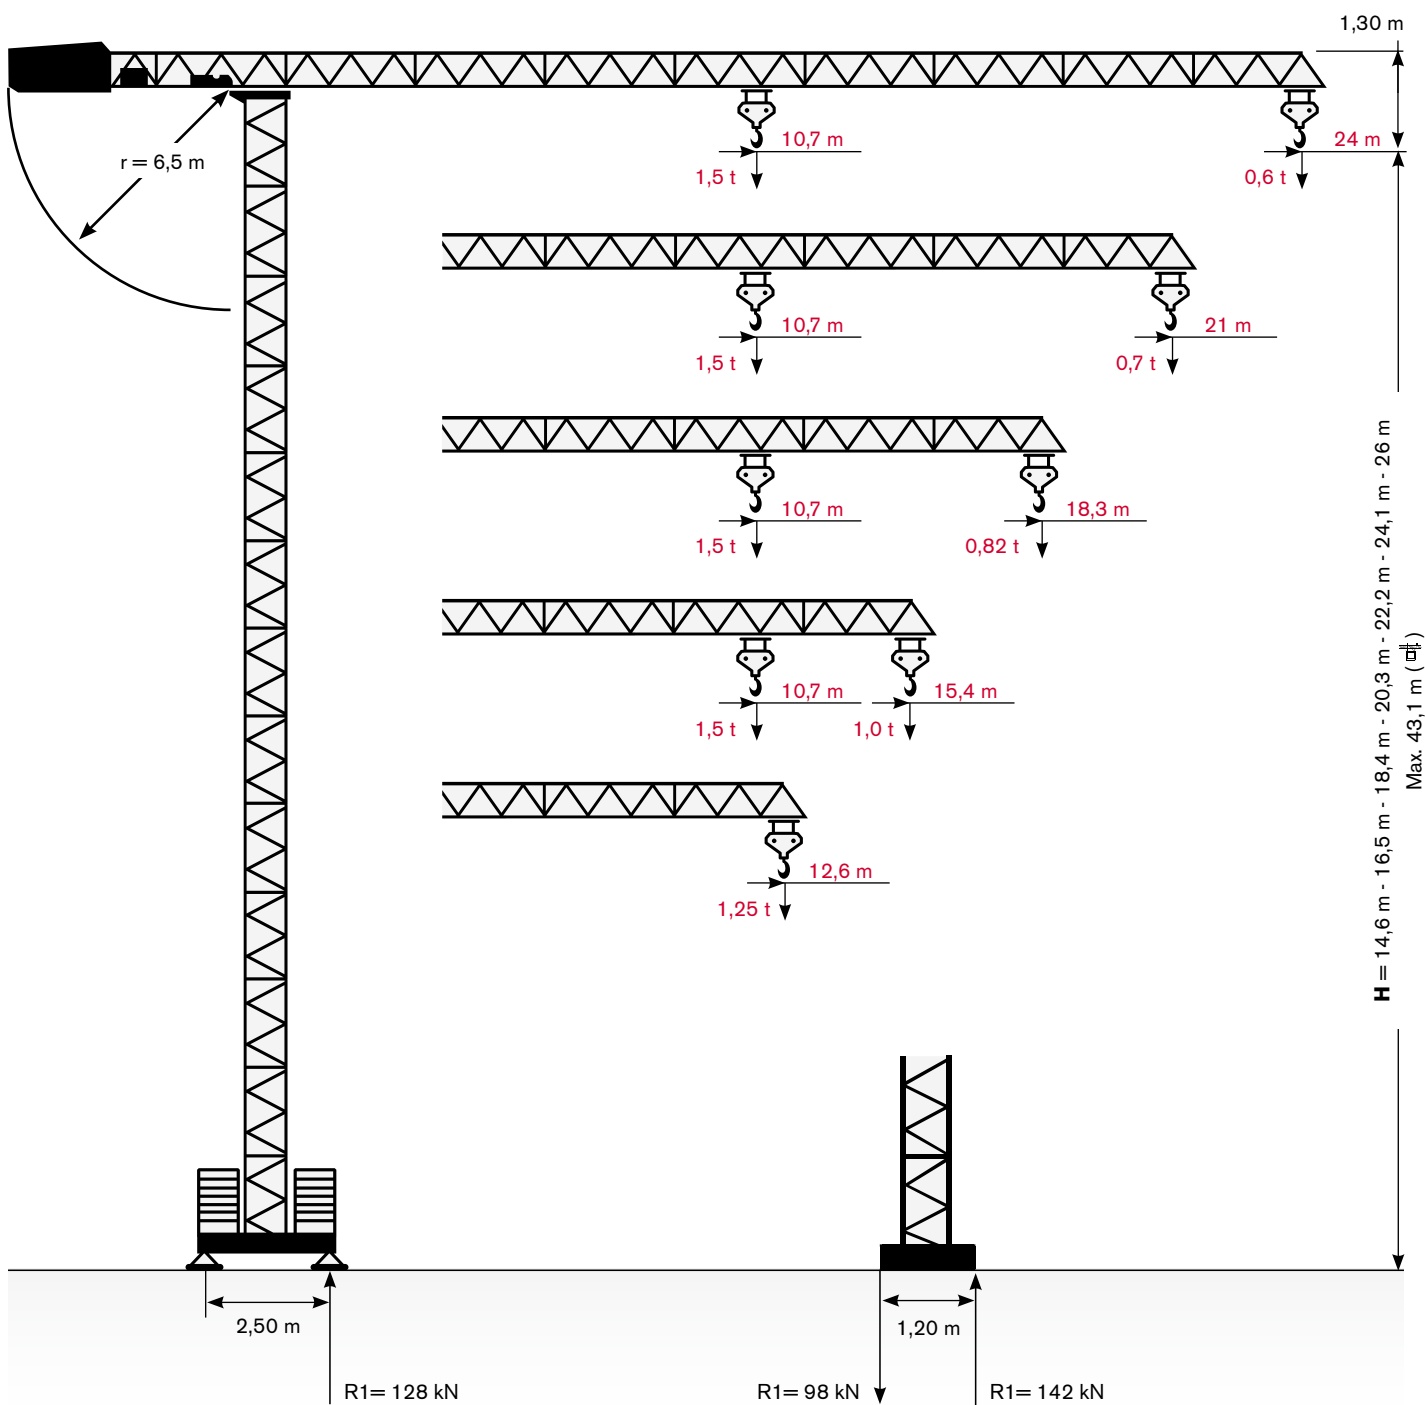 1,30 m
r = 6,5 m
10,7 m
24 m
1,5 t
0,6 t
10,7 m
21 m
1,5 t
0,7 t
10,7 m
18,3 m
1,5 t
0,82 t
10,7 m
15,4 m
1,5 t
1,0 t
12,6 m
1,25 t
H = 14,6 m - 16,5 m - 18,4 m - 20,3 m - 22,2 m - 24,1 m - 26 m
Max. 43,1 m ( )
2,50 m
1,20 m
R1= 128 kN
R1= 98 kN
R1= 142 kN